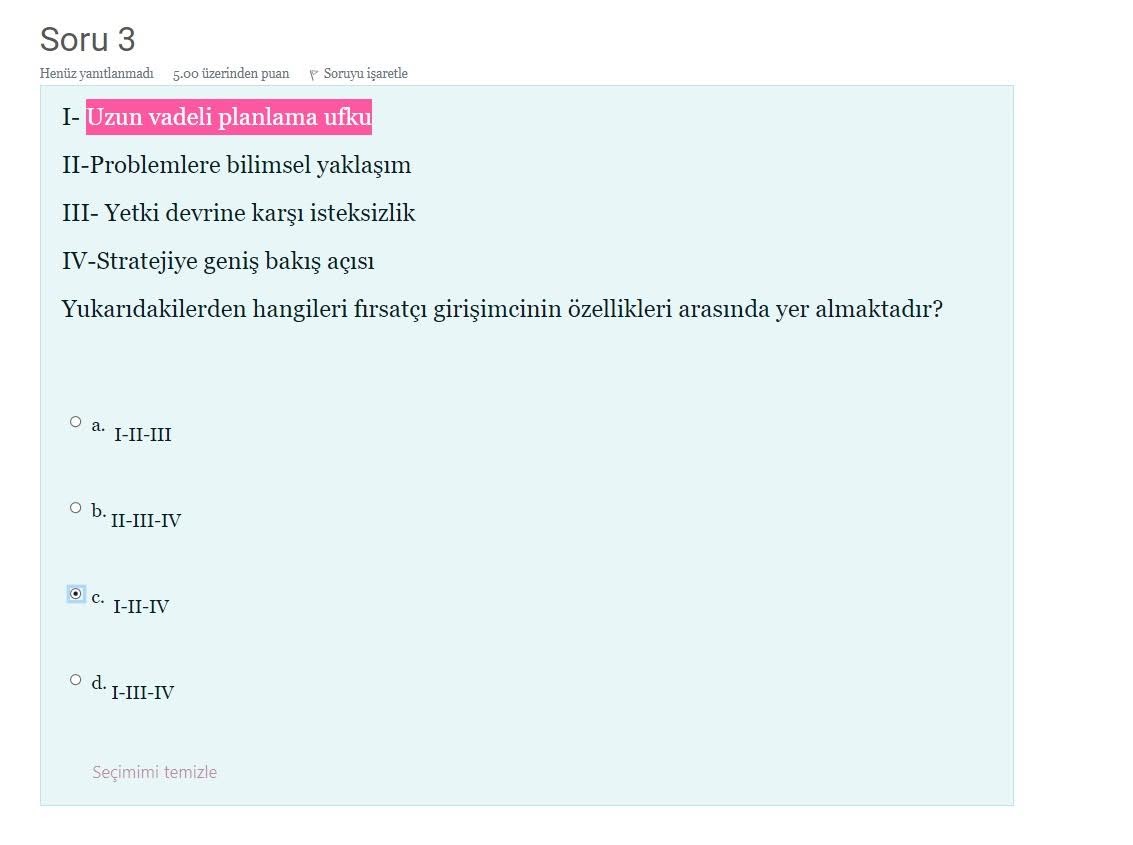 Soru 3
Henüz yanıtlanmadı 5.00 üzerinden puan Soruyu işaretle
I- Uzun vadeli planlama ufku
II-Problemlere bilimsel yaklaşım
III- Yetki devrine karşı isteksizlik
IV-Stratejiye geniş bakış açısı
Yukarıdakilerden hangileri fırsatçı girişimcinin özellikleri arasında yer almaktadır?
a. I-II-III
b. II-III-IV
c. I-II-IV
d. I-III-IV
Seçimimi temizle